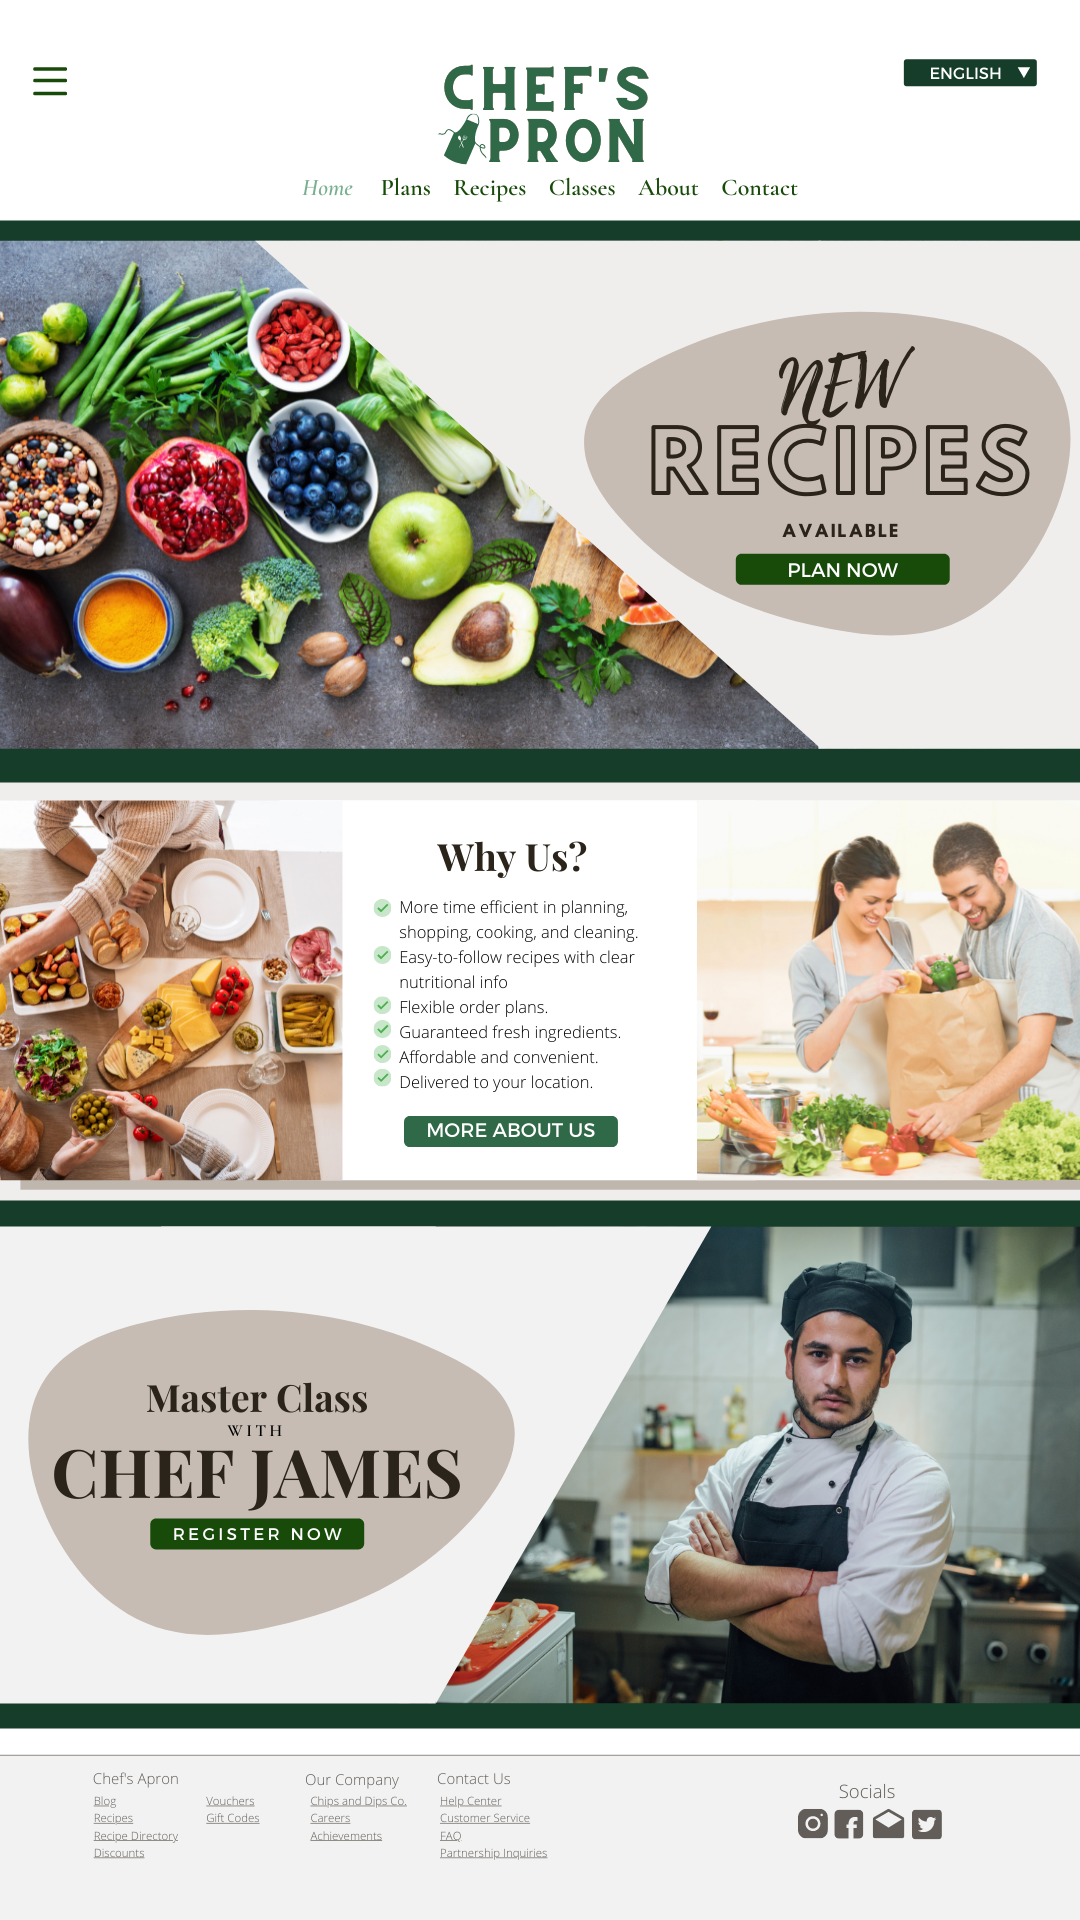 CHEF'S
PRON
ENGLISH
Home Plans Recipes Classes About Contact
NEW
RECIPES
AVAILABLE
PLAN NOW
Why Us?
More time efficient in planning,
shopping, cooking, and cleaning.
Easy-to-follow recipes with clear
nutritional info
Flexible order plans.
Guaranteed fresh ingredients.
Affordable and convenient.
Delivered to your location.
MORE ABOUT US
Master Class
WITH
CHEF JAMES
REGISTER NOW
Chef's Apron
Blog
Recipes
Recipe Directory
Discounts
Vouchers
Gift Codes
Our Company
Chips and Dips Co.
Careers
Achievements
Contact Us
Help Center
Customer Service
FAQ
Partnership Inquiries
Socials